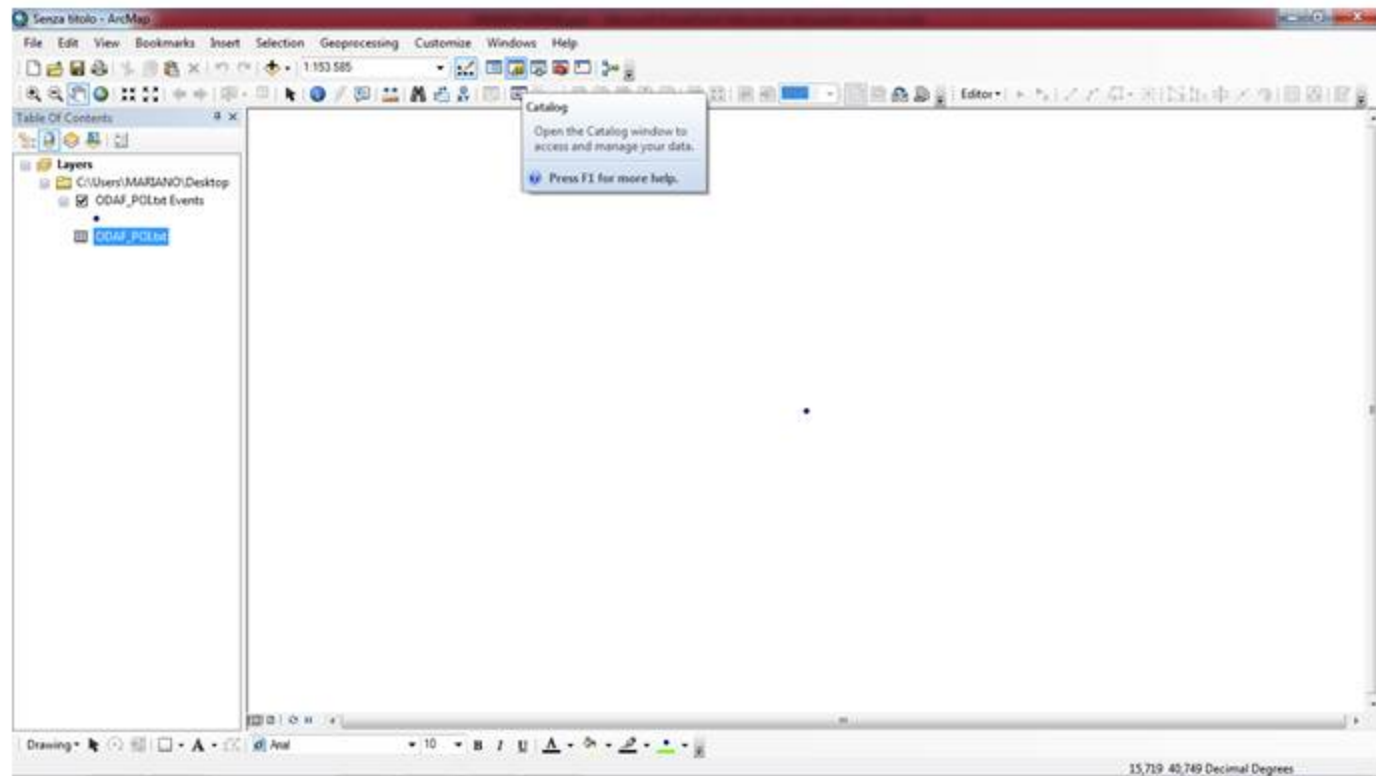 Senza titolo - ArcMap
File Edit View Bookmarks Insert Selection Geoprocessing Customize Windows Help
1:153.585
Editor
Table Of Contents
Catalog
Open the Catalog window to
access and manage your data.
Press F1 for more help.
Layers
C:\Users\MARIANO\Desktop
ODAF_POI.txt Events
ODAF_POI.txt
Drawing A Arial 10 B I U A
15,719 40,749 Decimal Degrees